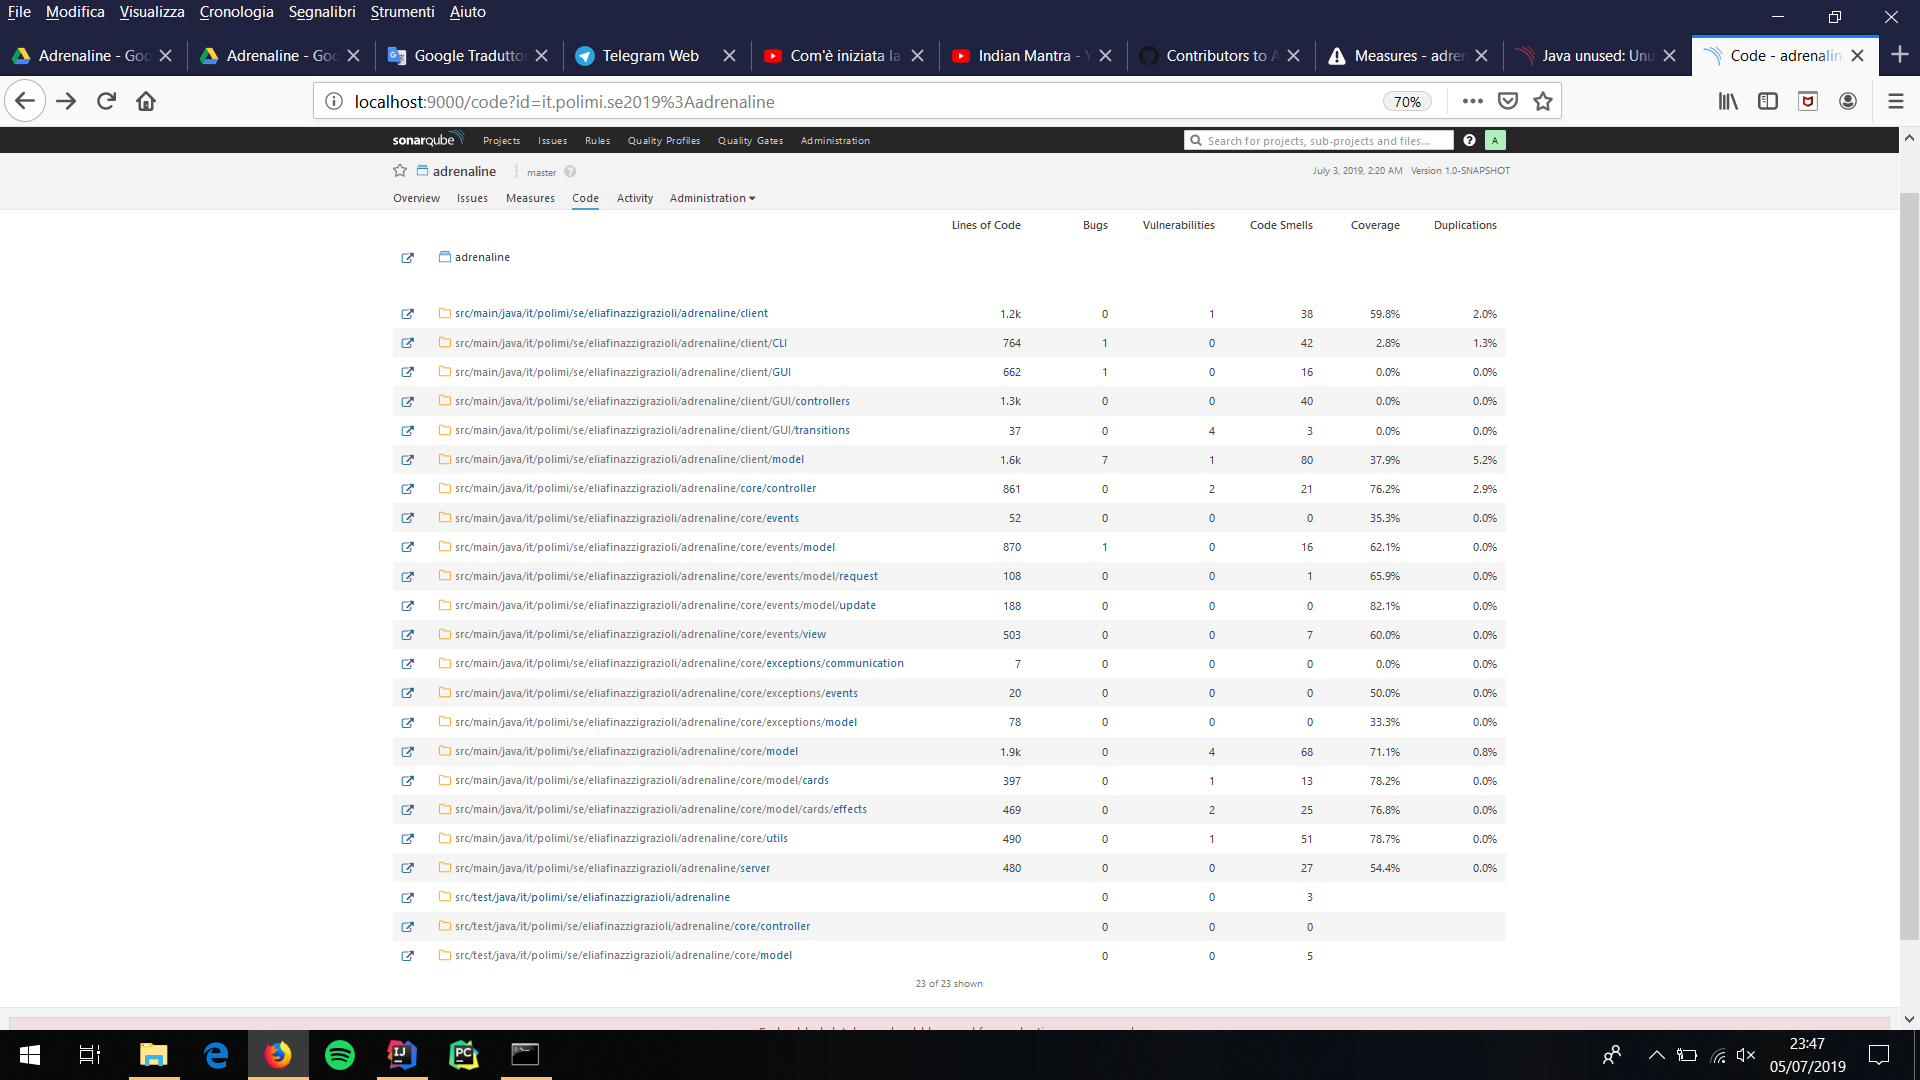 File Modifica Visualizza Cronologia Segnalibri Strumenti Aiuto
Adrenaline - Goo Adrenaline - Goo Google Traduttor Telegram Web Com'è iniziata la Indian Mantra - Y Contributors to A Measures - adren Java unused: Unu Code - adrenalin
localhost:9000/code?id=it.polimi.se2019%3Aadrenaline 70%
sonarqube Projects Issues Rules Quality Profiles Quality Gates Administration Search for projects, sub-projects and files... ? A
adrenaline master ? July 3, 2019, 2:20 AM Version 1.0-SNAPSHOT
Overview Issues Measures Code Activity Administration
Lines of Code Bugs Vulnerabilities Code Smells Coverage Duplications
adrenaline
src/main/java/it/polimi/se/eliafinazzigrazioli/adrenaline/client 1.2k 0 1 38 59.8% 2.0%
src/main/java/it/polimi/se/eliafinazzigrazioli/adrenaline/client/CLI 764 1 0 42 2.8% 1.3%
src/main/java/it/polimi/se/eliafinazzigrazioli/adrenaline/client/GUI 662 1 0 16 0.0% 0.0%
src/main/java/it/polimi/se/eliafinazzigrazioli/adrenaline/client/GUI/controllers 1.3k 0 0 40 0.0% 0.0%
src/main/java/it/polimi/se/eliafinazzigrazioli/adrenaline/client/GUI/transitions 37 0 4 3 0.0% 0.0%
src/main/java/it/polimi/se/eliafinazzigrazioli/adrenaline/client/model 1.6k 7 1 80 37.9% 5.2%
src/main/java/it/polimi/se/eliafinazzigrazioli/adrenaline/core/controller 861 0 2 21 76.2% 2.9%
src/main/java/it/polimi/se/eliafinazzigrazioli/adrenaline/core/events 52 0 0 0 35.3% 0.0%
src/main/java/it/polimi/se/eliafinazzigrazioli/adrenaline/core/events/model 870 1 0 16 62.1% 0.0%
src/main/java/it/polimi/se/eliafinazzigrazioli/adrenaline/core/events/model/request 108 0 0 1 65.9% 0.0%
src/main/java/it/polimi/se/eliafinazzigrazioli/adrenaline/core/events/model/update 188 0 0 0 82.1% 0.0%
src/main/java/it/polimi/se/eliafinazzigrazioli/adrenaline/core/events/view 503 0 0 7 60.0% 0.0%
src/main/java/it/polimi/se/eliafinazzigrazioli/adrenaline/core/exceptions/communication 7 0 0 0 0.0% 0.0%
src/main/java/it/polimi/se/eliafinazzigrazioli/adrenaline/core/exceptions/events 20 0 0 0 50.0% 0.0%
src/main/java/it/polimi/se/eliafinazzigrazioli/adrenaline/core/exceptions/model 78 0 0 0 33.3% 0.0%
src/main/java/it/polimi/se/eliafinazzigrazioli/adrenaline/core/model 1.9k 0 4 68 71.1% 0.8%
src/main/java/it/polimi/se/eliafinazzigrazioli/adrenaline/core/model/cards 397 0 1 13 78.2% 0.0%
src/main/java/it/polimi/se/eliafinazzigrazioli/adrenaline/core/model/cards/effects 469 0 2 25 76.8% 0.0%
src/main/java/it/polimi/se/eliafinazzigrazioli/adrenaline/core/utils 490 0 1 51 78.7% 0.0%
src/main/java/it/polimi/se/eliafinazzigrazioli/adrenaline/server 480 0 0 27 54.4% 0.0%
src/test/java/it/polimi/se/eliafinazzigrazioli/adrenaline 0 0 3
src/test/java/it/polimi/se/eliafinazzigrazioli/adrenaline/core/controller 0 0 0
src/test/java/it/polimi/se/eliafinazzigrazioli/adrenaline/core/model 0 0 5
23 of 23 shown
23:47
05/07/2019